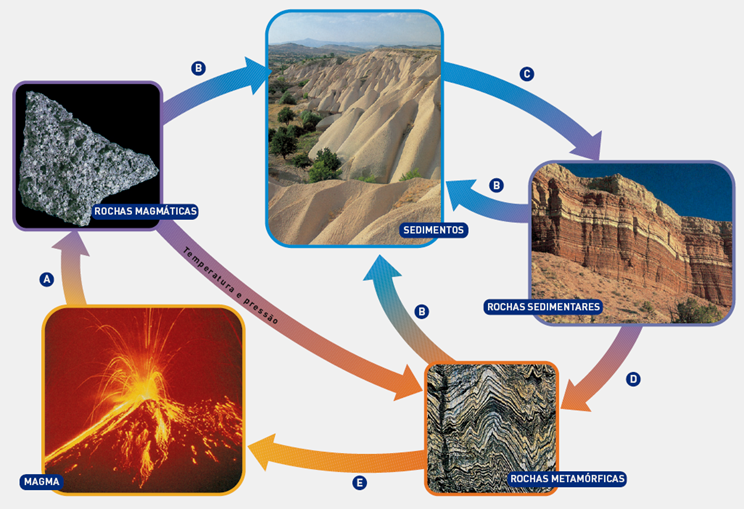 B
C
ROCHAS MAGMÁTICAS
B
SEDIMENTOS
Temperatura e pressão
A
ROCHAS SEDIMENTARES
B
D
MAGMA
E
ROCHAS METAMÓRFICAS